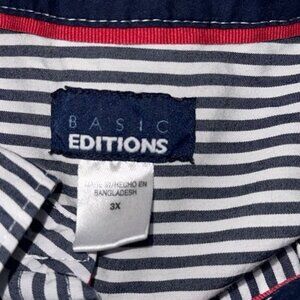 BASIC
EDITIONS
MADE IN/HECHO EN
BANGLADESH
3X